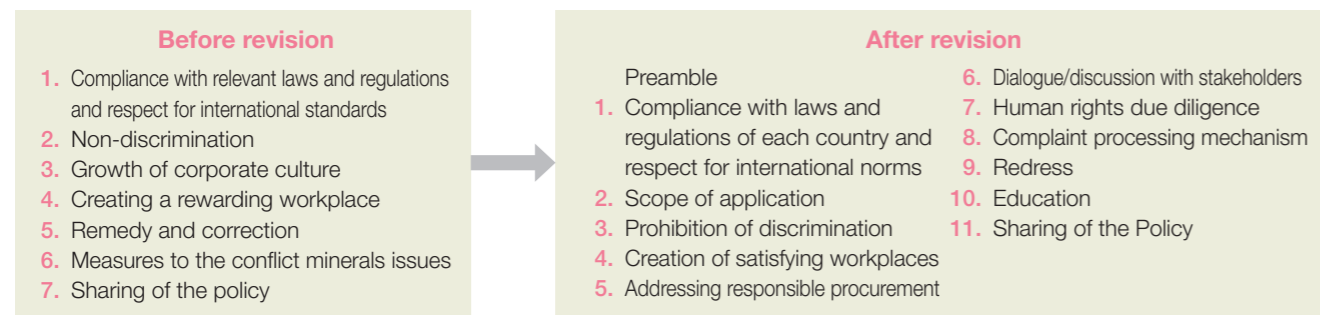 Before revision
1. Compliance with relevant laws and regulations
and respect for international standards
2. Non-discrimination
3. Growth of corporate culture
4. Creating a rewarding workplace
5. Remedy and correction
6. Measures to the conflict minerals issues
7. Sharing of the policy
After revision
Preamble
1. Compliance with laws and
regulations of each country and
respect for international norms
2. Scope of application
3. Prohibition of discrimination
4. Creation of satisfying workplaces
5. Addressing responsible procurement
6. Dialogue/discussion with stakeholders
7. Human rights due diligence
8. Complaint processing mechanism
9. Redress
10. Education
11. Sharing of the Policy